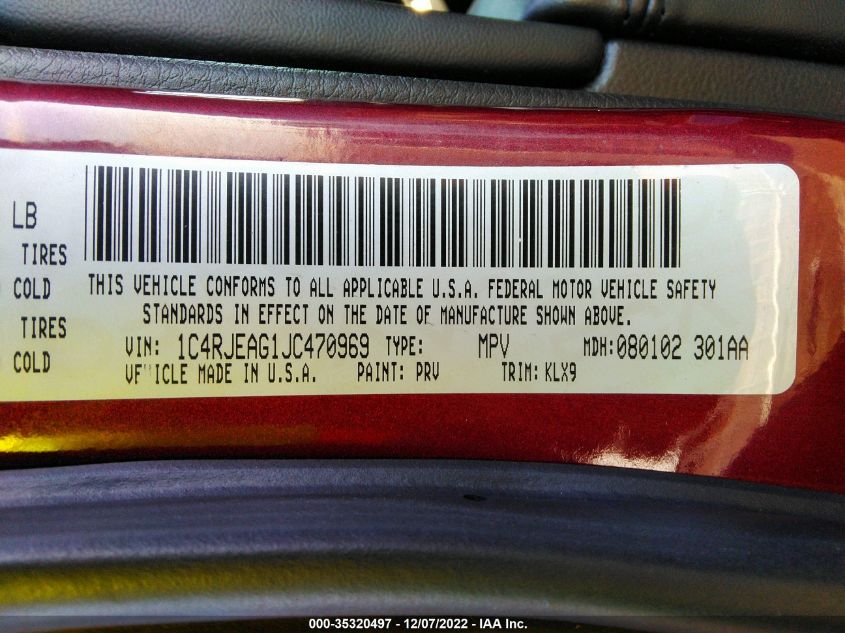 LB
TIRES
COLD
THIS VEHICLE CONFORMS TO ALL APPLICABLE U.S.A. FEDERAL MOTOR VEHICLE SAFETY
STANDARDS IN EFFECT ON THE DATE OF MANUFACTURE SHOWN ABOVE.
TIRES
COLD
VIN: 1C4RJEAG1JC470969 TYPE: MPV MDH:080102 301AA
MADE IN U.S.A. PAINT: PRV TRIM: KLX9
000-35320497 - 12/07/2022 - IAA Inc.